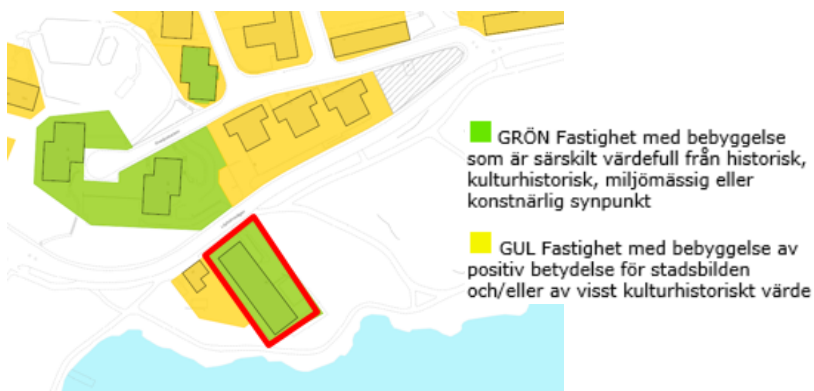 GRÖN Fastighet med bebyggelse
som är särskilt värdefull från historisk,
kulturhistorisk, miljömässig eller
konstnärlig synpunkt
GUL Fastighet med bebyggelse av
positiv betydelse för stadsbilden
och/eller av visst kulturhistoriskt värde